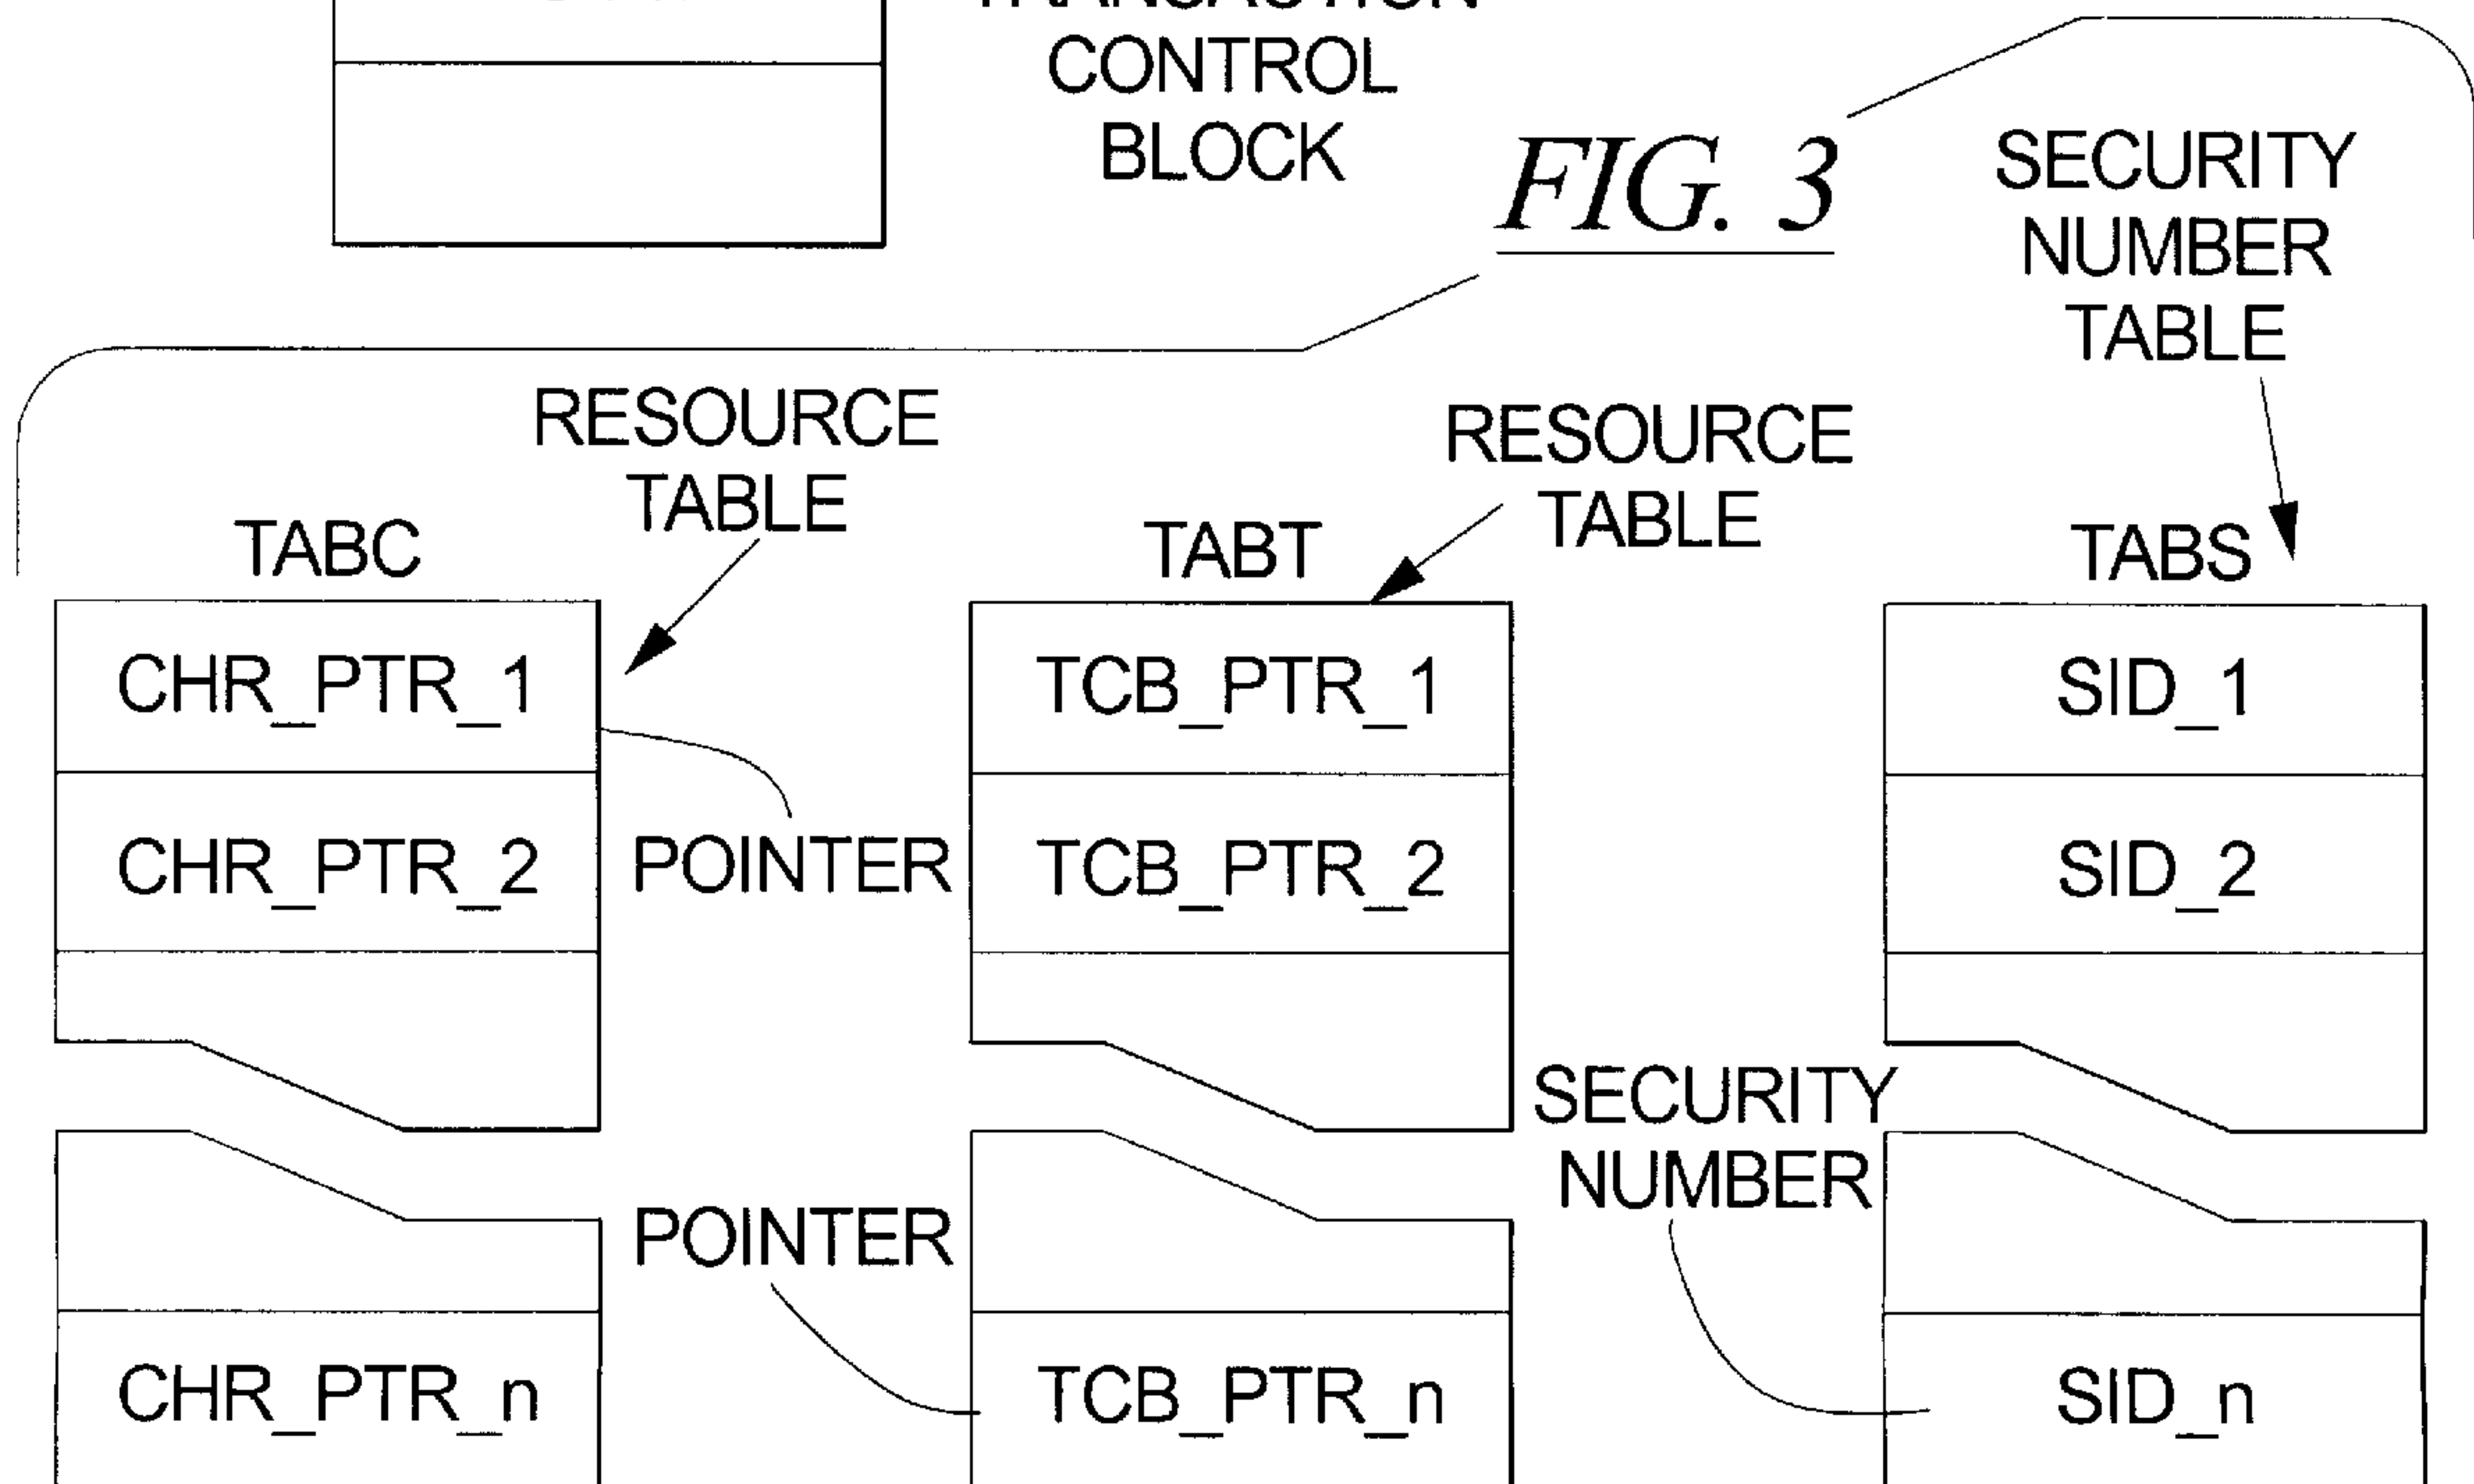 CONTROL
BLOCK
FIG. 3
SECURITY
NUMBER
TABLE
RESOURCE
TABLE
RESOURCE
TABLE
TABC
TABT
TABS
CHR_PTR_1
TCB_PTR_1
SID_1
CHR_PTR_2
POINTER
TCB_PTR_2
SID_2
SECURITY
NUMBER
POINTER
CHR_PTR_n
TCB_PTR_n
SID_n